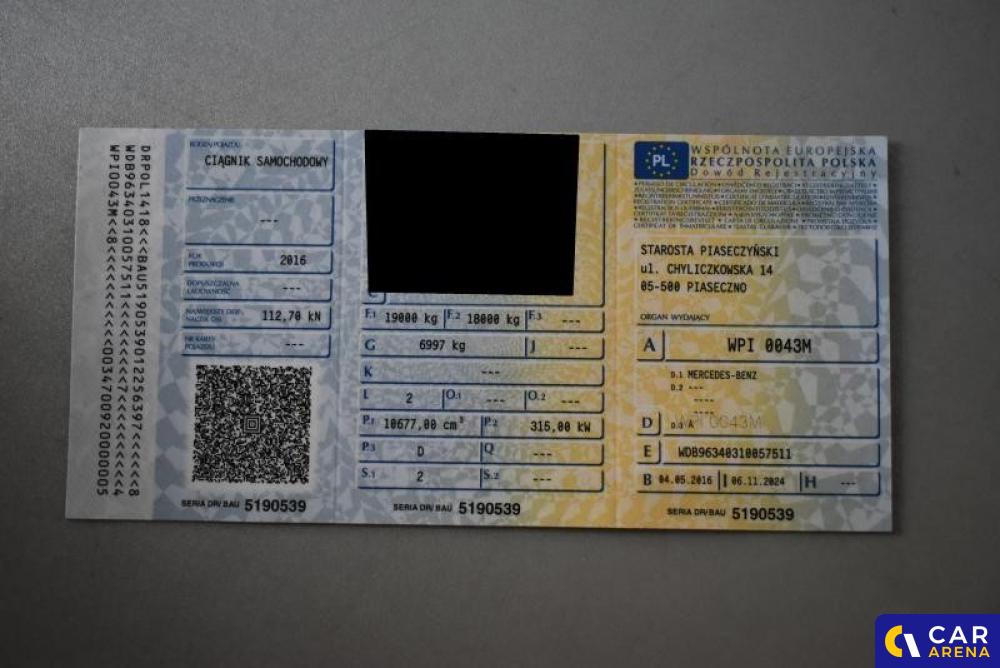 DRPOL1418<<<BAU5190539012256397<<<<<8
WDB96340310057511<<<<<<<<<7<<<<<<<<<4
WPI0043M<8<<<<<<<<<<<0034700920000005
RODZAJ POJAZDU
CIĄGNIK SAMOCHODOWY
PRZEZNACZENIE
---
ROK PRODUKCJI
2016
DOPUSZCZALNA ŁADOWNOŚĆ
---
NAJWIĘKSZY DOP. NACISK OSI
112,70 kN
NR KARTY POJAZDU
---
SERIA DR/BAU 5190539
C
F.1 19000 kg F.2 18000 kg F.3 ---
G 6997 kg J ---
K ---
L 2 O.1 --- O.2 ---
P.1 10677,00 cm³ P.2 315,00 kW
P.3 D Q ---
S.1 2 S.2 ---
SERIA DR/BAU 5190539
PL
WSPÓLNOTA EUROPEJSKA
RZECZPOSPOLITA POLSKA
Dowód Rejestracyjny
STAROSTA PIASECZYŃSKI
ul. CHYLICZKOWSKA 14
05-500 PIASECZNO
ORGAN WYDAJĄCY
A WPI 0043M
D.1 MERCEDES-BENZ
D.2 ---
----
----
D D.3 A
WPI 0043M
E WDB96340310057511
B 04.05.2016 I 06.11.2024 H ---
SERIA DR/BAU 5190539
CAR
ARENA